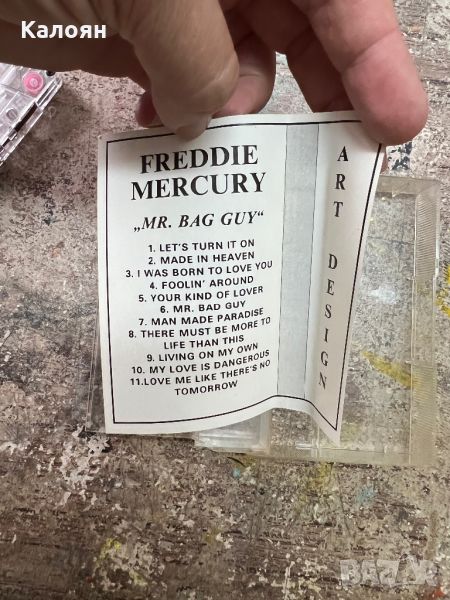 Калоян
FREDDIE
MERCURY
„MR. BAG GUY“
1. LET'S TURN IT ON
2. MADE IN HEAVEN
3. I WAS BORN TO LOVE YOU
4. FOOLIN' AROUND
5. YOUR KIND OF LOVER
6. MR. BAD GUY
7. MAN MADE PARADISE
8. THERE MUST BE MORE TO
LIFE THAN THIS
9. LIVING ON MY OWN
10. MY LOVE IS DANGEROUS
11.LOVE ME LIKE THERE'S NO
TOMORROW
ART DESIGN
BAZAR